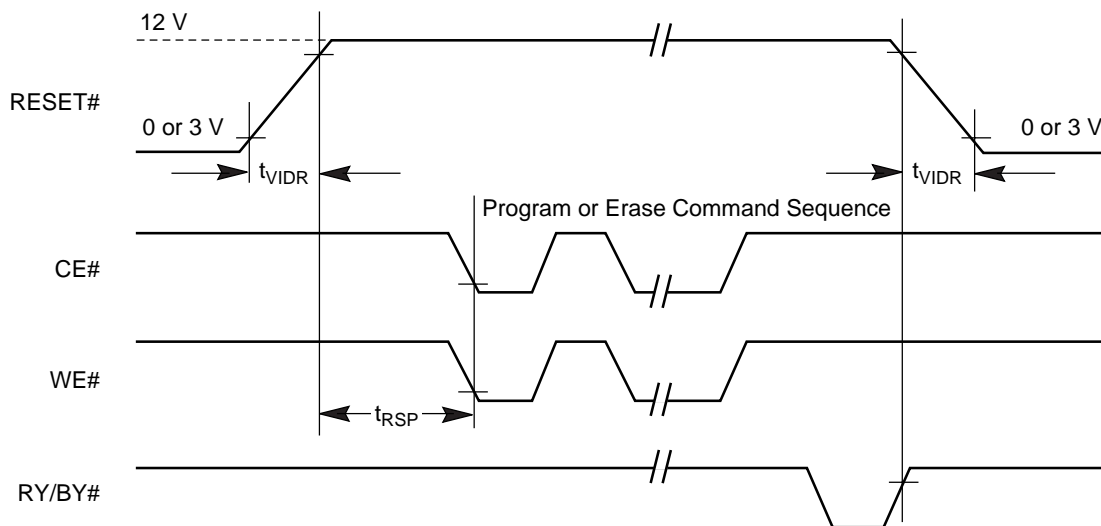 12 V
RESET#
0 or 3 V
0 or 3 V
tVIDR
tVIDR
Program or Erase Command Sequence
CE#
WE#
tRSP
RY/BY#